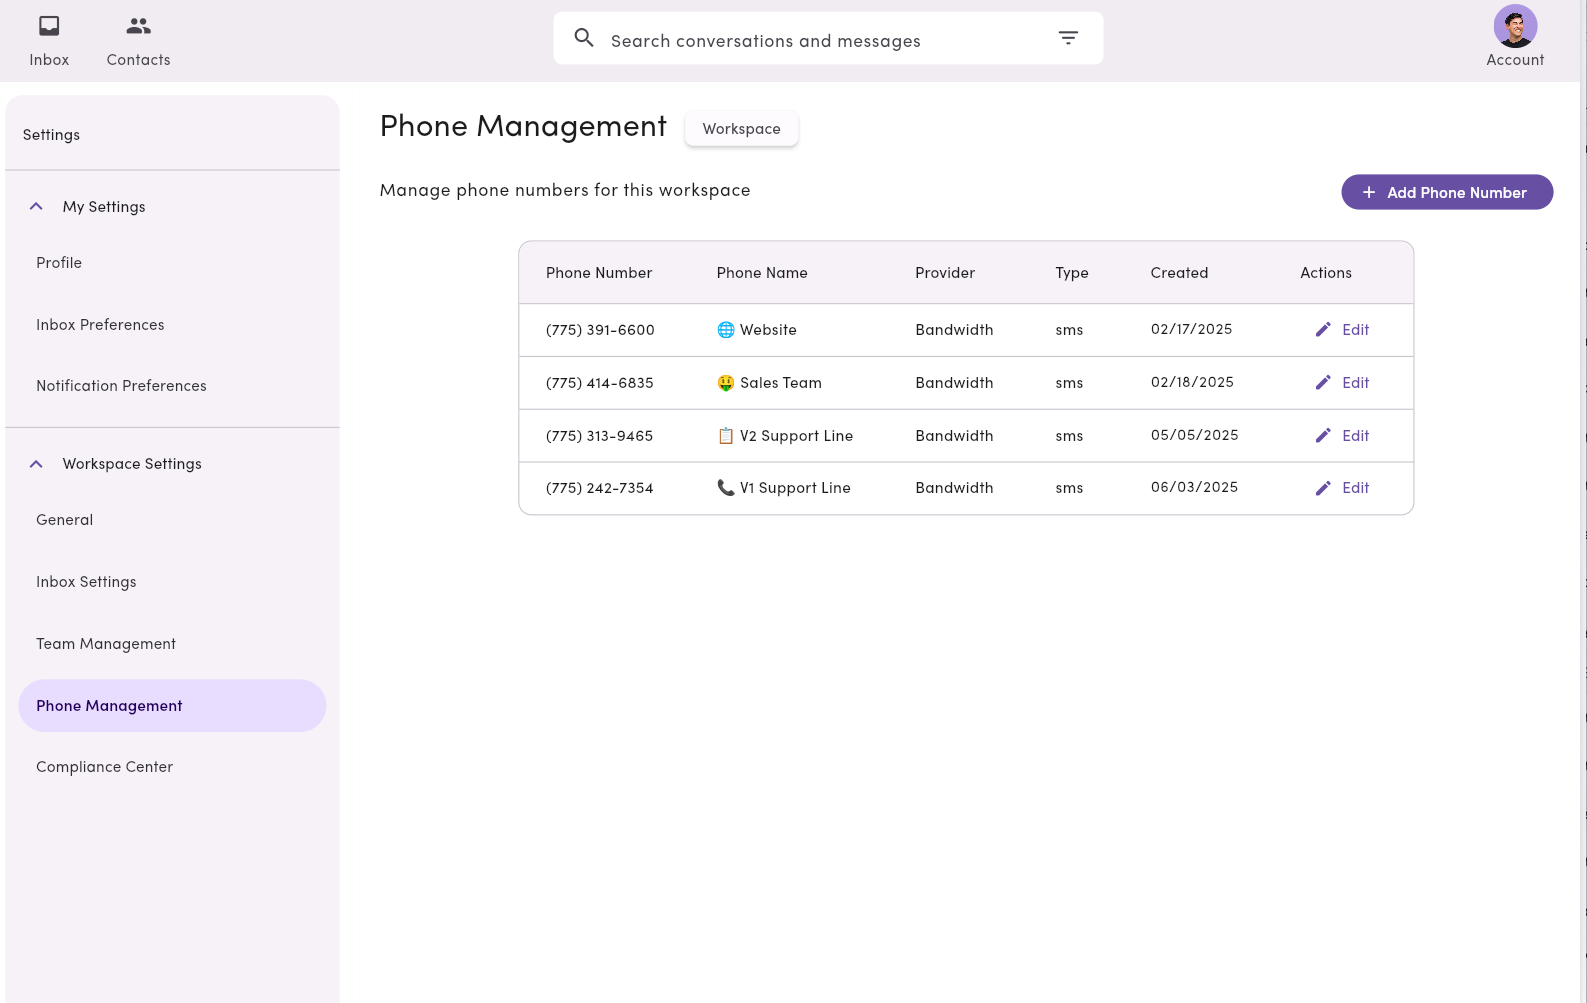 Inbox
Contacts
Search conversations and messages
Account
Settings
My Settings
Profile
Inbox Preferences
Notification Preferences
Workspace Settings
General
Inbox Settings
Team Management
Phone Management
Compliance Center
Phone Management
Workspace
Manage phone numbers for this workspace
+ Add Phone Number
Phone Number Phone Name Provider Type Created Actions
(775) 391-6600 🌐 Website Bandwidth sms 02/17/2025 Edit
(775) 414-6835 🤑 Sales Team Bandwidth sms 02/18/2025 Edit
(775) 313-9465 📋 V2 Support Line Bandwidth sms 05/05/2025 Edit
(775) 242-7354 📞 V1 Support Line Bandwidth sms 06/03/2025 Edit